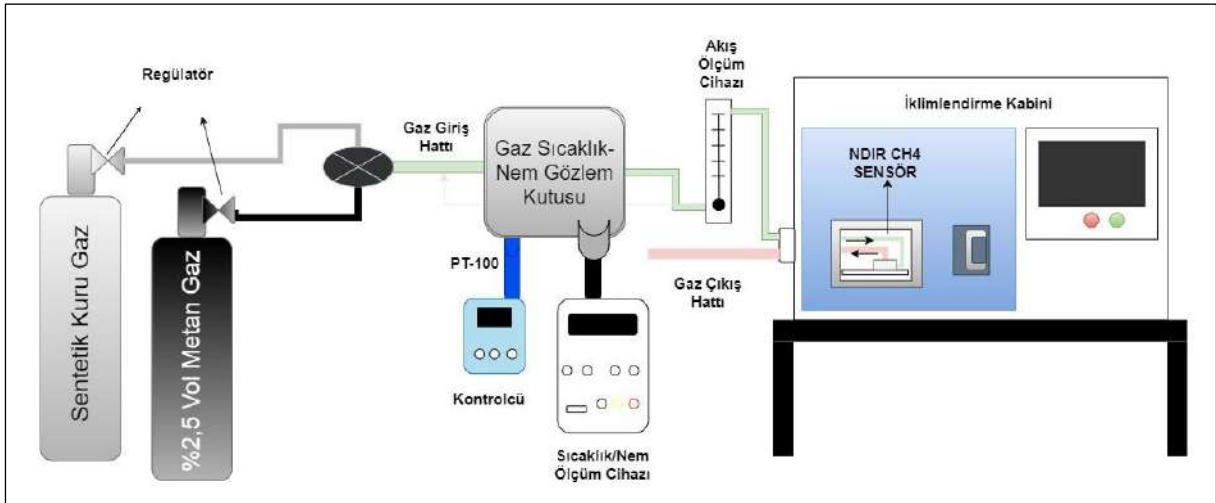 Regülatör
Sentetik Kuru Gaz
%2,5 Vol Metan Gaz
Gaz Giriş
Hattı
Gaz Sıcaklık-
Nem Gözlem
Kutusu
PT-100
Kontrolcü
Sıcaklık/Nem
Ölçüm Cihazı
Akış
Ölçüm
Cihazı
Gaz Çıkış
Hattı
İklimlendirme Kabini
NDIR CH4
SENSÖR